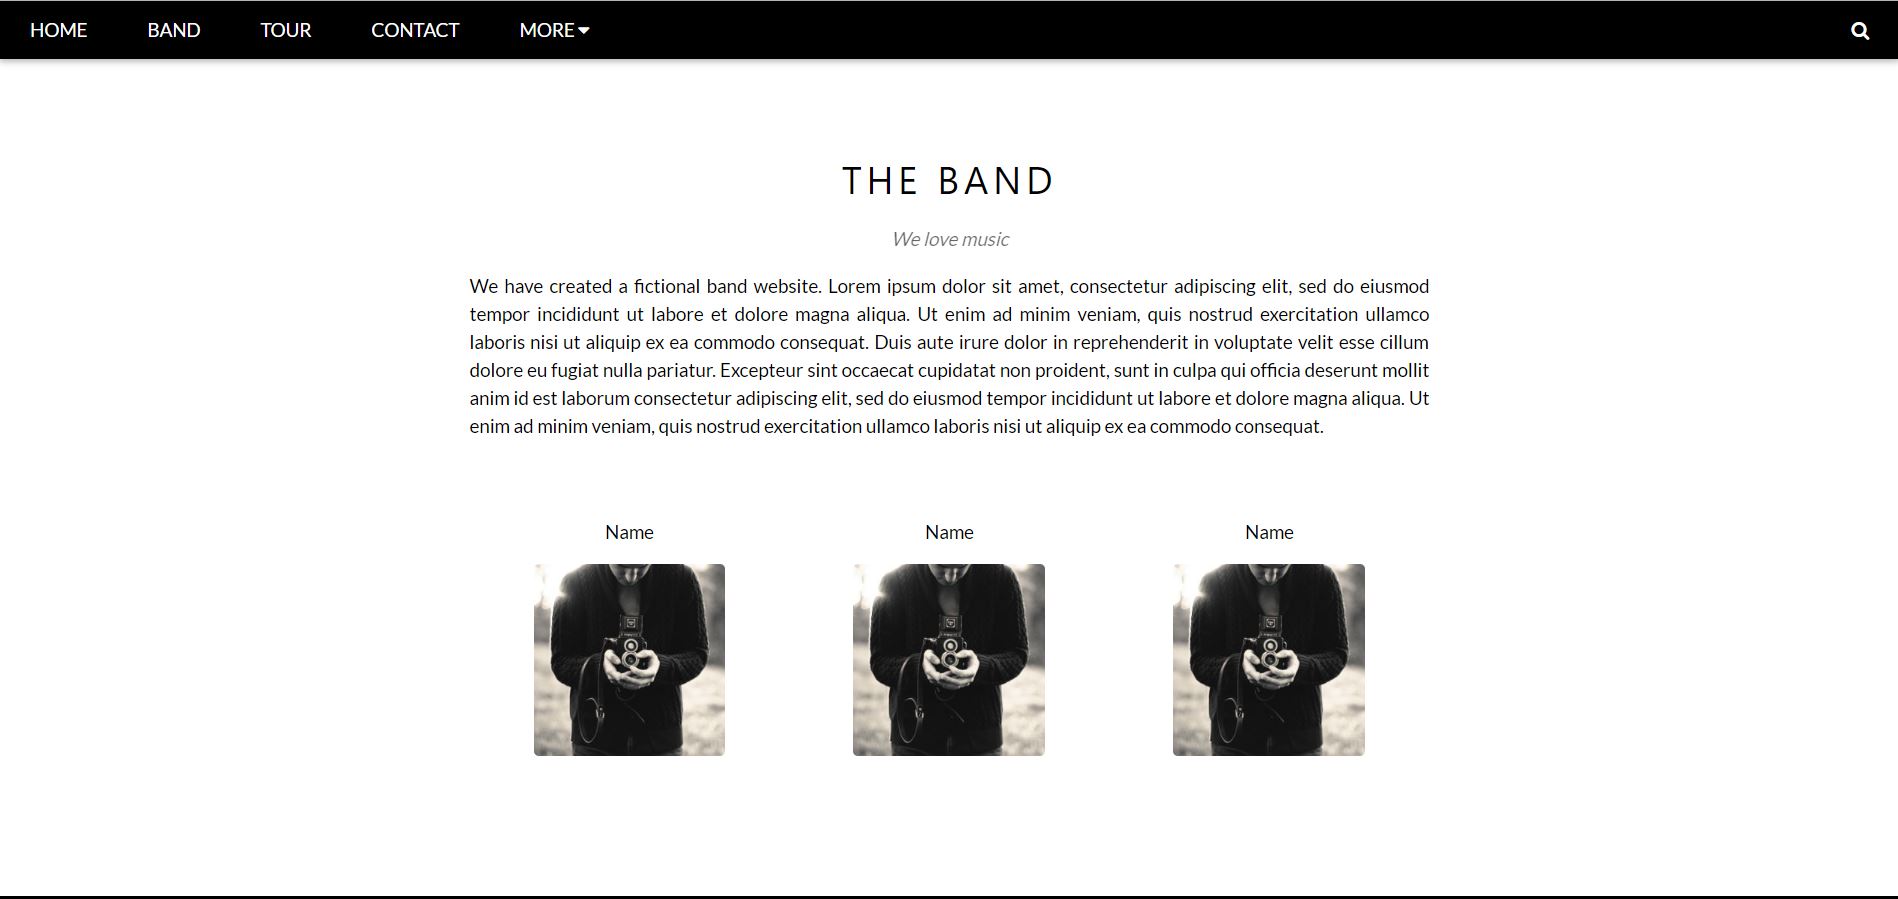 HOME BAND TOUR CONTACT MORE
THE BAND
We love music
We have created a fictional band website. Lorem ipsum dolor sit amet, consectetur adipiscing elit, sed do eiusmod
tempor incididunt ut labore et dolore magna aliqua. Ut enim ad minim veniam, quis nostrud exercitation ullamco
laboris nisi ut aliquip ex ea commodo consequat. Duis aute irure dolor in reprehenderit in voluptate velit esse cillum
dolore eu fugiat nulla pariatur. Excepteur sint occaecat cupidatat non proident, sunt in culpa qui officia deserunt mollit
anim id est laborum consectetur adipiscing elit, sed do eiusmod tempor incididunt ut labore et dolore magna aliqua. Ut
enim ad minim veniam, quis nostrud exercitation ullamco laboris nisi ut aliquip ex ea commodo consequat.
Name Name Name